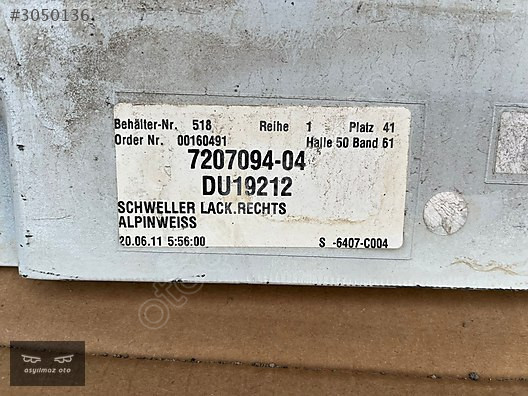 #3050136
Behälter-Nr. 518 Reihe 1 Platz 41
Order Nr. 00160491 Halle 50 Band 61
7207094-04
DU19212
SCHWELLER LACK.RECHTS
ALPINWEISS
20.06.11 5:56:00 S -6407-C004
asyılmaz oto